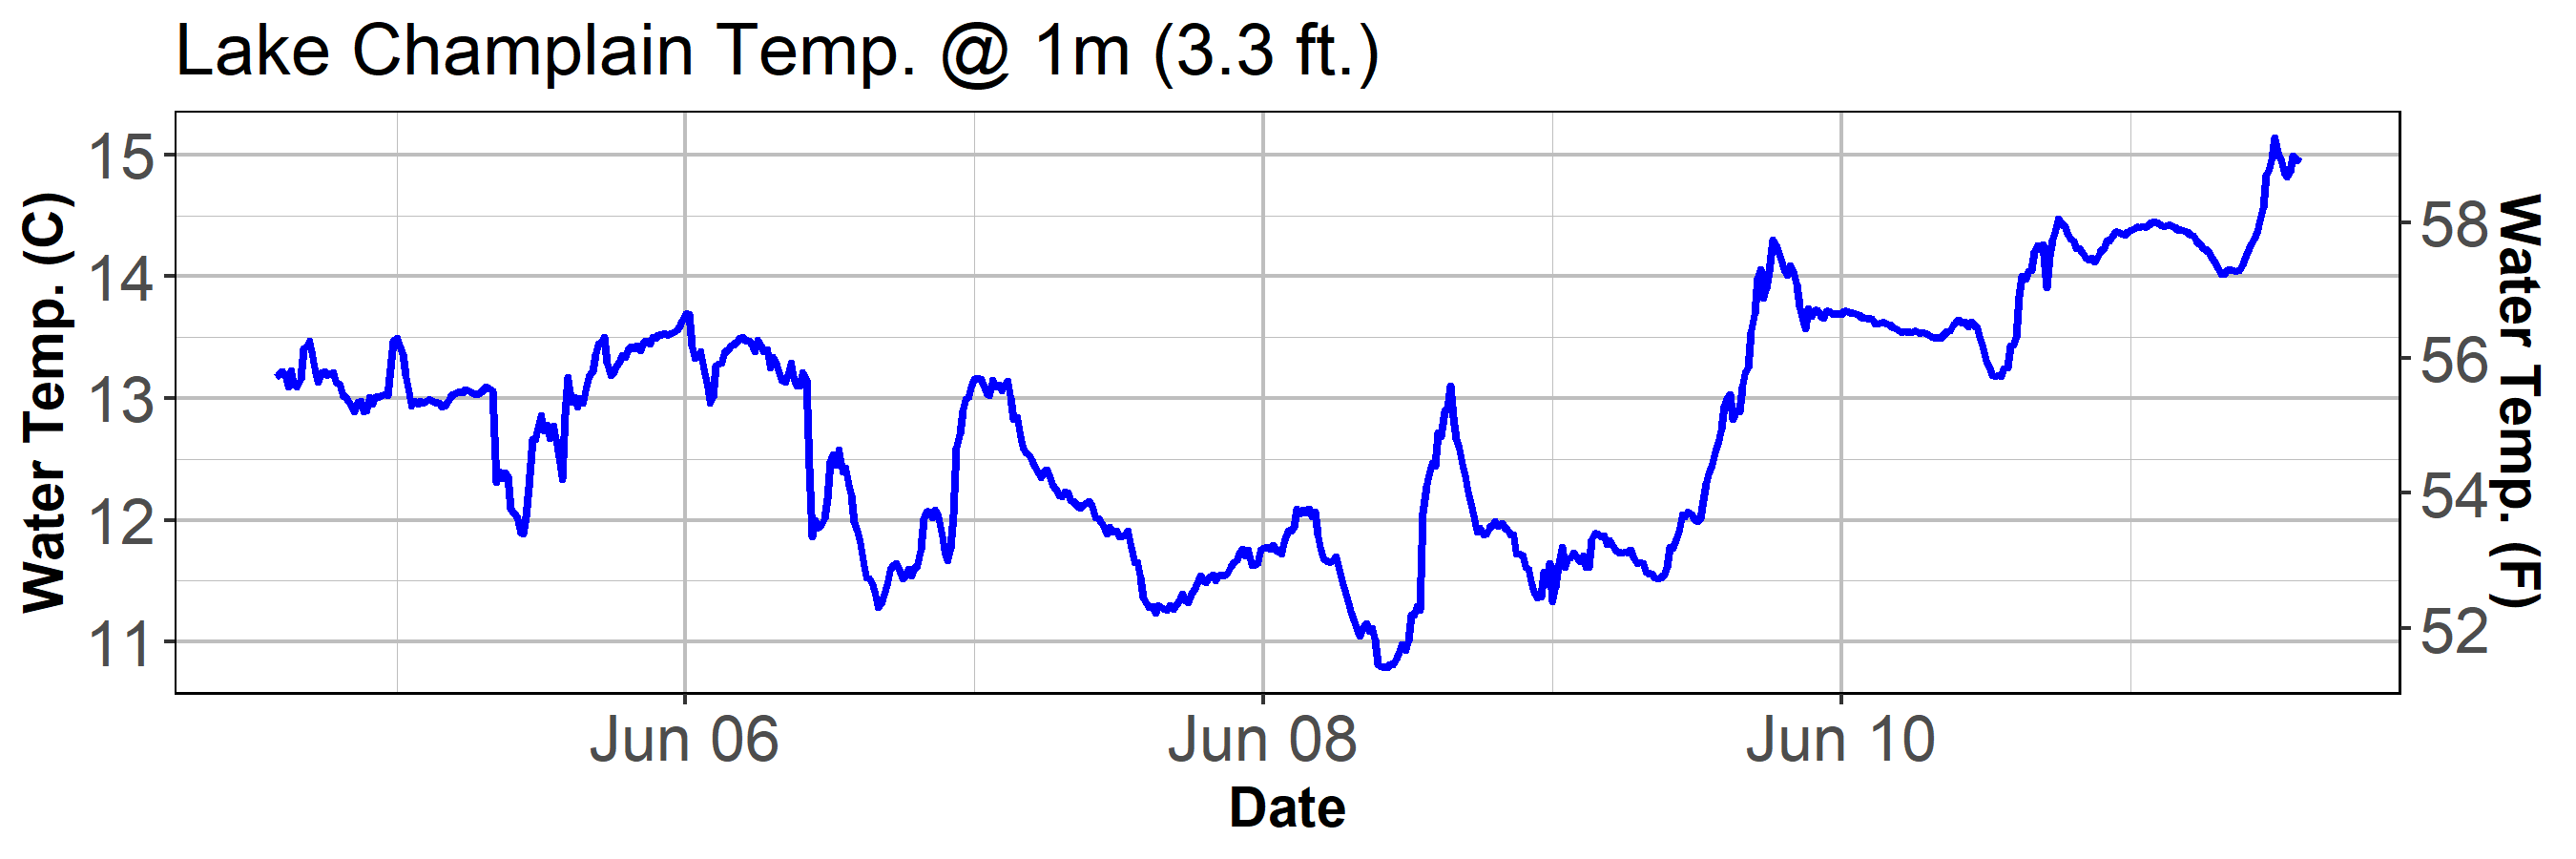 Lake Champlain Temp. @ 1m (3.3 ft.)
Water Temp. (C)
15
14
13
12
11
58
56
54
52
Water Temp. (F)
Jun 06
Jun 08
Jun 10
Date